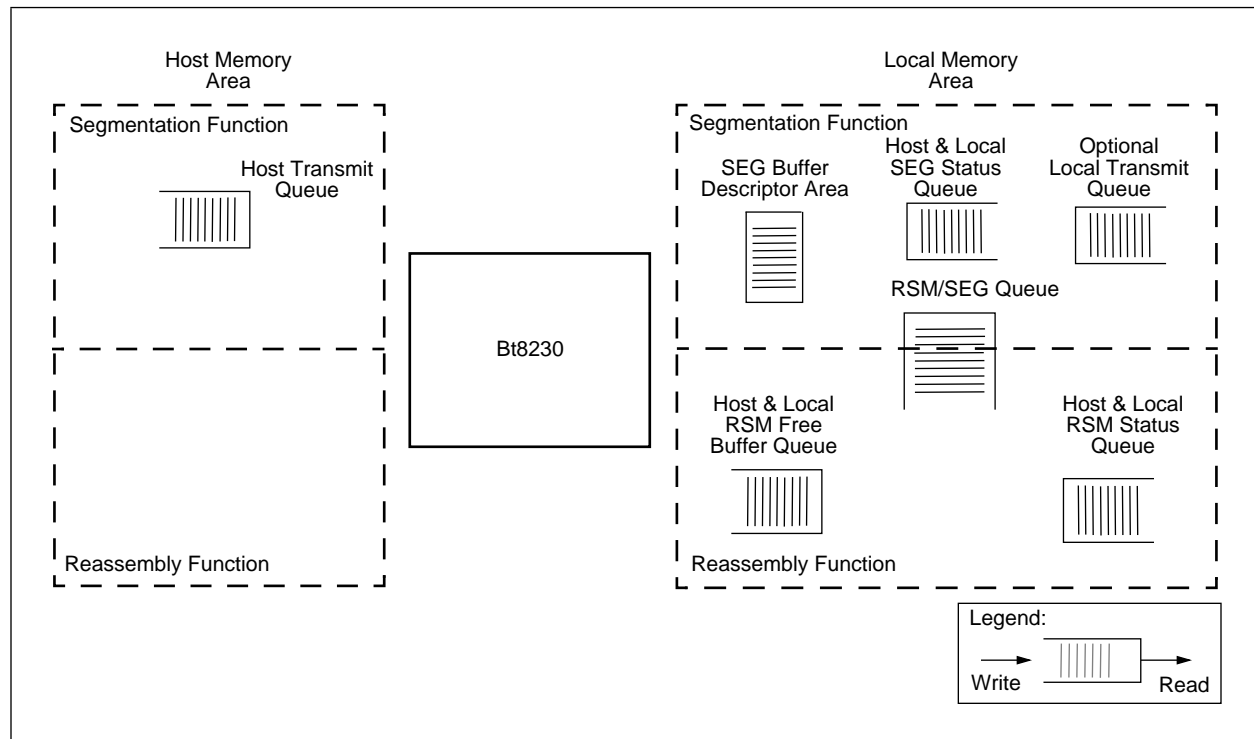 Host Memory
Area
Segmentation Function
Host Transmit
Queue
Reassembly Function
Bt8230
Local Memory
Area
Segmentation Function
SEG Buffer
Descriptor Area
Host & Local
SEG Status
Queue
Optional
Local Transmit
Queue
RSM/SEG Queue
Host & Local
RSM Free
Buffer Queue
Host & Local
RSM Status
Queue
Reassembly Function
Legend:
Write
Read